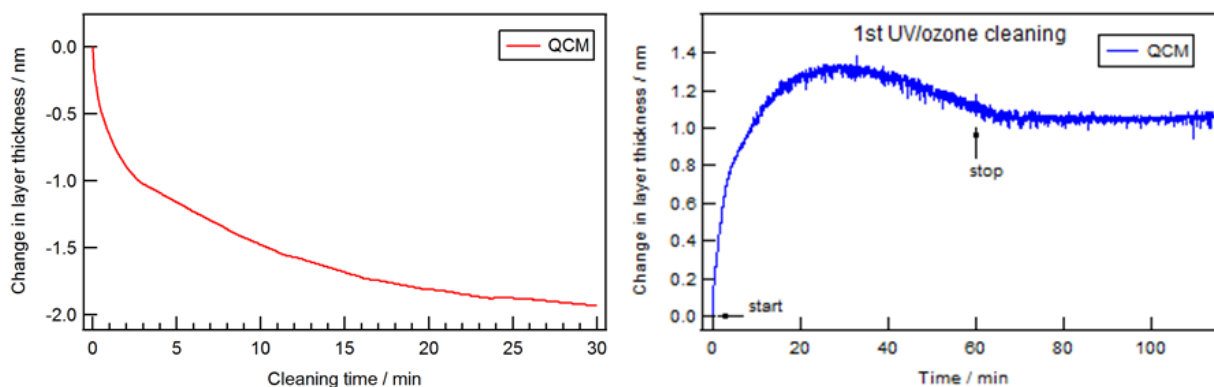 0.0
-0.5
-1.0
-1.5
-2.0
Change in layer thickness / nm
QCM
0 5 10 15 20 25 30
Cleaning time / min
1st UV/ozone cleaning
QCM
1.4
1.2
1.0
0.8
0.6
0.4
0.2
0.0
Change in layer thickness / nm
stop
start
0 20 40 60 80 100
Time / min